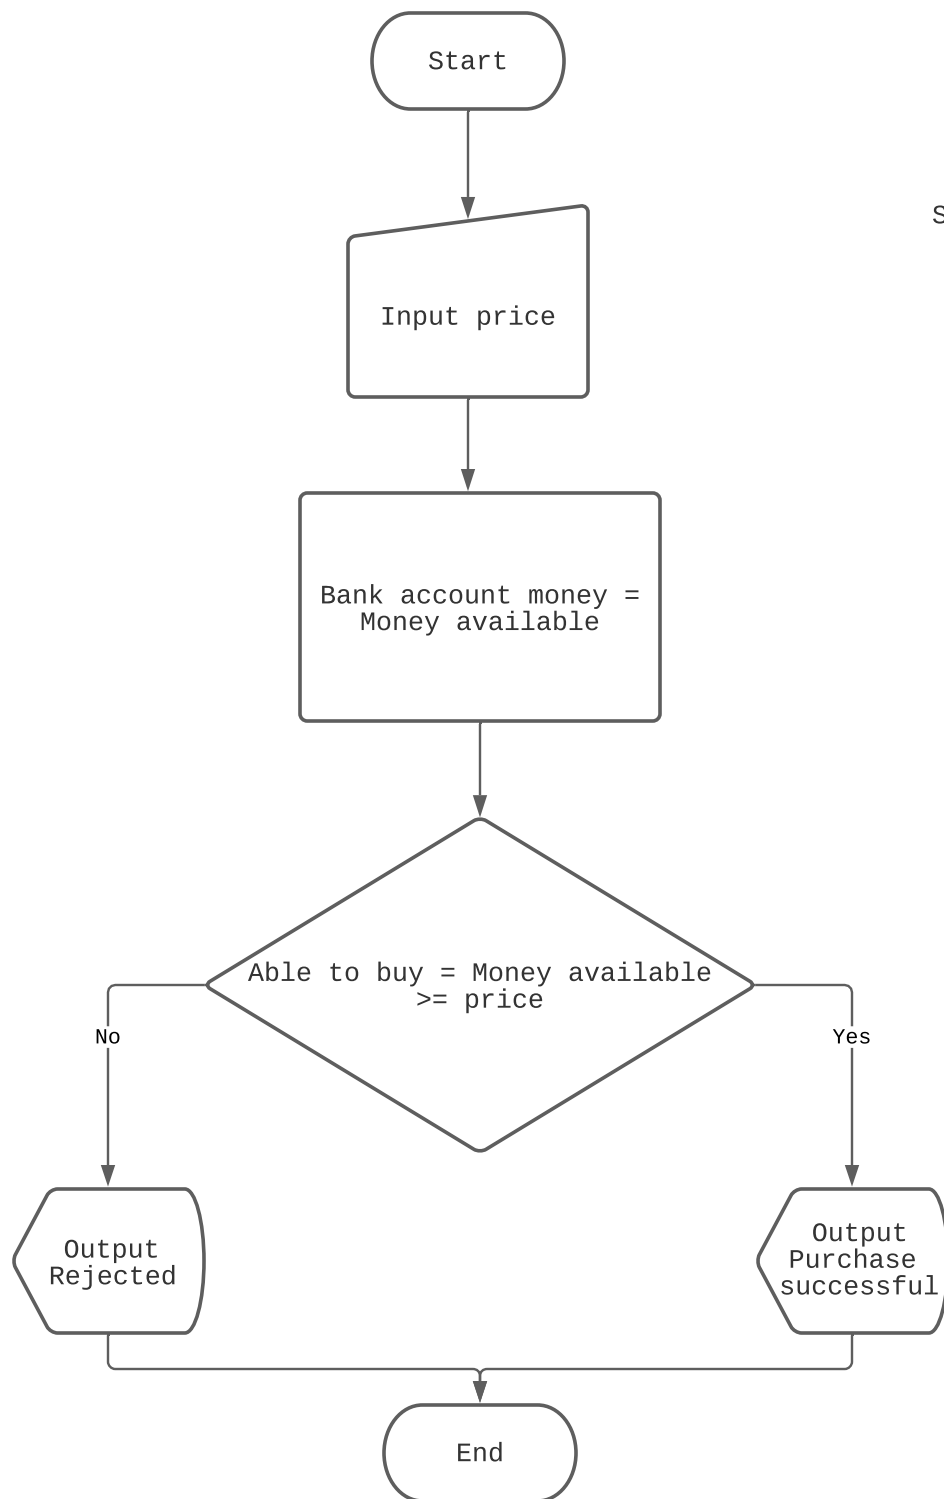 Start
S
Input price
Bank account money =
Money available
Able to buy = Money available
>= price
No
Yes
Output
Rejected
Output
Purchase
successful
End